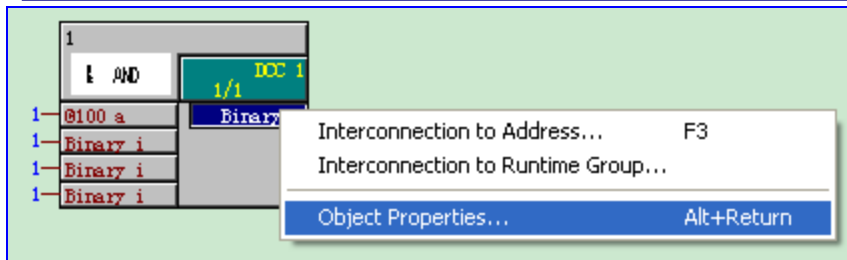 1
& AND
DOC 1
1/1
1 @100 a Binary
1 Binary i
1 Binary i
1 Binary i
Interconnection to Address... F3
Interconnection to Runtime Group...
Object Properties... Alt+Return